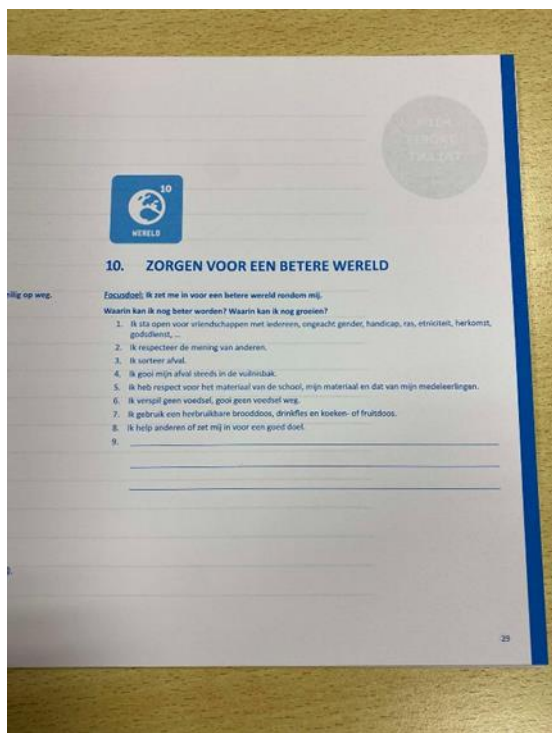 10
WERELD
10. ZORGEN VOOR EEN BETERE WERELD
eilig op weg.
Focusdoel: Ik zet me in voor een betere wereld rondom mij.
Waarin kan ik nog beter worden? Waarin kan ik nog groeien?
1. Ik sta open voor vriendschappen met iedereen, ongeacht gender, handicap, ras, etniciteit, herkomst,
godsdienst, ...
2. Ik respecteer de mening van anderen.
3. Ik sorteer afval.
4. Ik gooi mijn afval steeds in de vuilnisbak.
5. Ik heb respect voor het materiaal van de school, mijn materiaal en dat van mijn medeleerlingen.
6. Ik verspil geen voedsel, gooi geen voedsel weg.
7. Ik gebruik een herbruikbare brooddoos, drinkfles en koeken- of fruitdoos.
8. Ik help anderen of zet mij in voor een goed doel.
9.
29